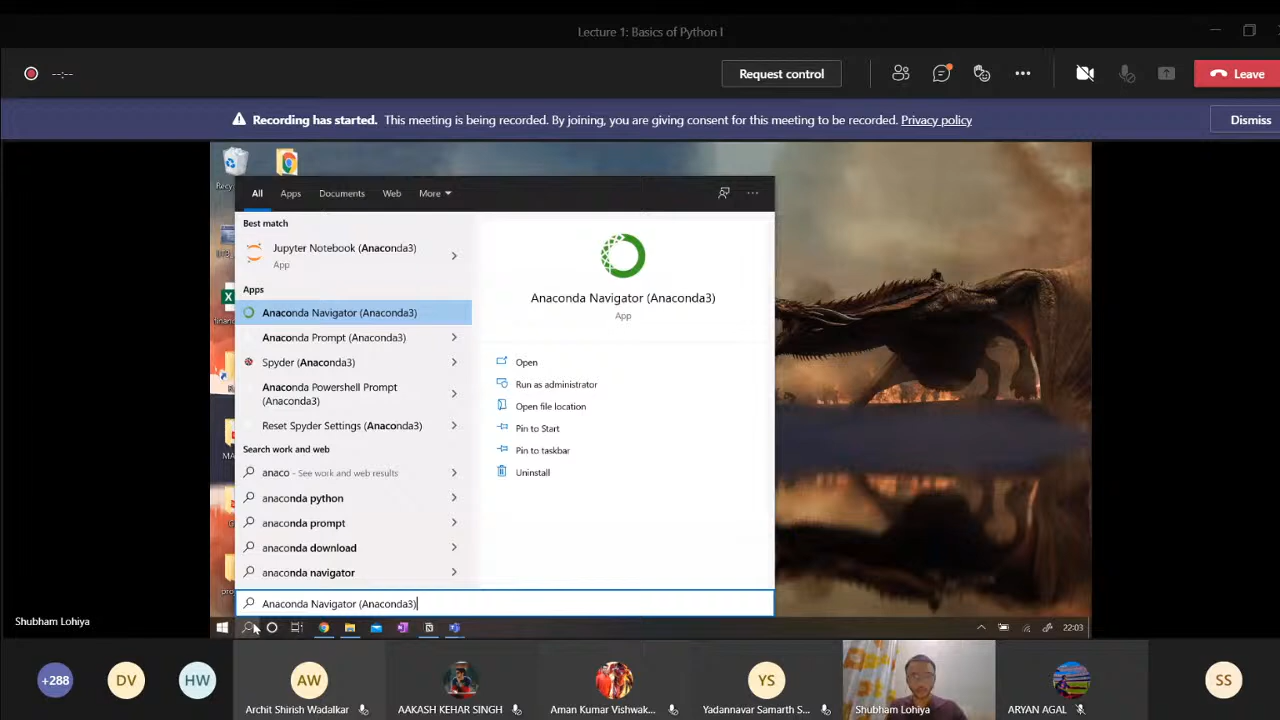 Lecture 1: Basics of Python I
--:--
Request control
Leave
Recording has started. This meeting is being recorded. By joining, you are giving consent for this meeting to be recorded. Privacy policy
Dismiss
All Apps Documents Web More
Best match
Jupyter Notebook (Anaconda3)
App
Apps
Anaconda Navigator (Anaconda3)
Anaconda Prompt (Anaconda3)
Spyder (Anaconda3)
Anaconda Powershell Prompt
(Anaconda3)
Reset Spyder Settings (Anaconda3)
Search work and web
anaco - See work and web results
anaconda python
anaconda prompt
anaconda download
anaconda navigator
Anaconda Navigator (Anaconda3)
Anaconda Navigator (Anaconda3)
App
Open
Run as administrator
Open file location
Pin to Start
Pin to taskbar
Uninstall
Shubham Lohiya
22:03
+288
DV
HW
AW
YS
SS
Archit Shirish Wadalkar
AAKASH KEHAR SINGH
Aman Kumar Vishwak...
Yadannavar Samarth S...
Shubham Lohiya
ARYAN AGAL